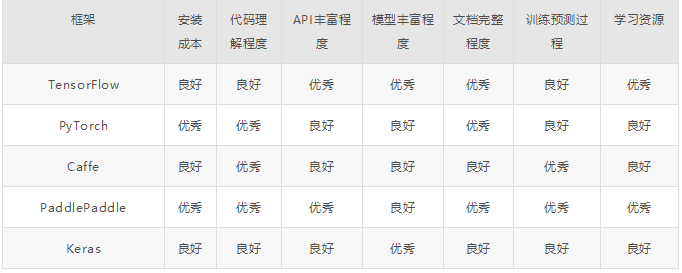 框架 安装成本 代码理解程度 API丰富程度 模型丰富程度 文档完整程度 训练预测过程 学习资源
TensorFlow 良好 良好 优秀 优秀 优秀 良好 优秀
PyTorch 优秀 优秀 良好 良好 优秀 良好 良好
Caffe 良好 优秀 良好 良好 良好 优秀 良好
PaddlePaddle 优秀 优秀 优秀 良好 优秀 优秀 良好
Keras 良好 良好 良好 优秀 良好 良好 良好